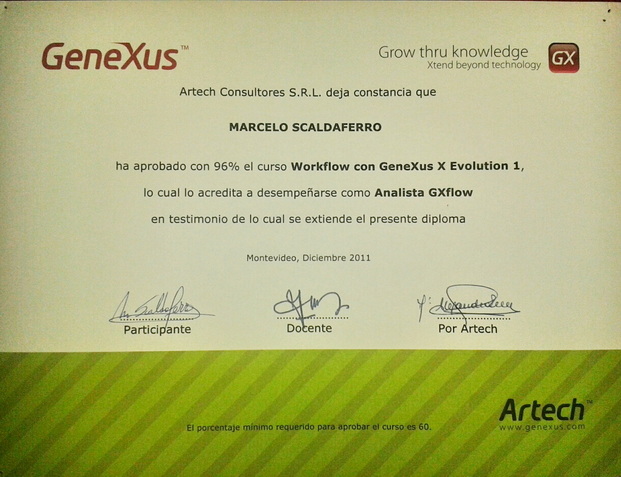 GeneXus™
Grow thru knowledge
Xtend beyond technology
GX
Artech Consultores S.R.L. deja constancia que
MARCELO SCALDAFERRO
ha aprobado con 96% el curso Workflow con GeneXus X Evolution 1,
lo cual lo acredita a desempeñarse como Analista GXflow
en testimonio de lo cual se extiende el presente diploma
Montevideo, Diciembre 2011
Participante
Docente
Por Artech
El porcentaje mínimo requerido para aprobar el curso es 60.
Artech™
www.genexus.com